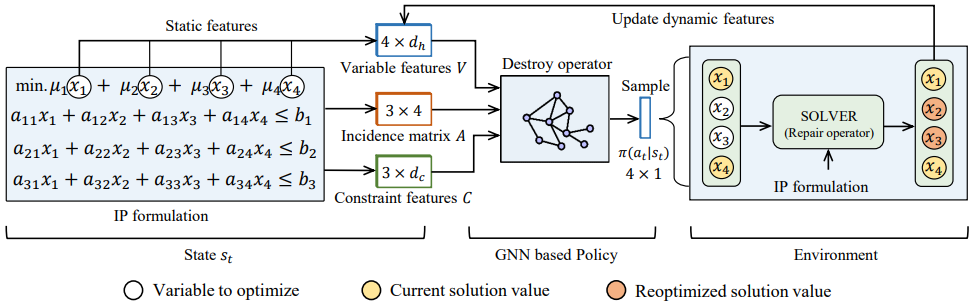 Static features
Update dynamic features
min. μ₁x₁ + μ₂x₂ + μ₃x₃ + μ₄x₄
a₁₁x₁ + a₁₂x₂ + a₁₃x₃ + a₁₄x₄ ≤ b₁
a₂₁x₁ + a₂₂x₂ + a₂₃x₃ + a₂₄x₄ ≤ b₂
a₃₁x₁ + a₃₂x₂ + a₃₃x₃ + a₃₄x₄ ≤ b₃
IP formulation
4 × dₕ
Variable features V
3 × 4
Incidence matrix A
3 × d_c
Constraint features C
Destroy operator
Sample
π(aₜ|sₜ)
4 × 1
x₁
x₂
x₃
x₄
SOLVER
(Repair operator)
IP formulation
x₁
x₂
x₃
x₄
State sₜ
GNN based Policy
Environment
Variable to optimize
Current solution value
Reoptimized solution value